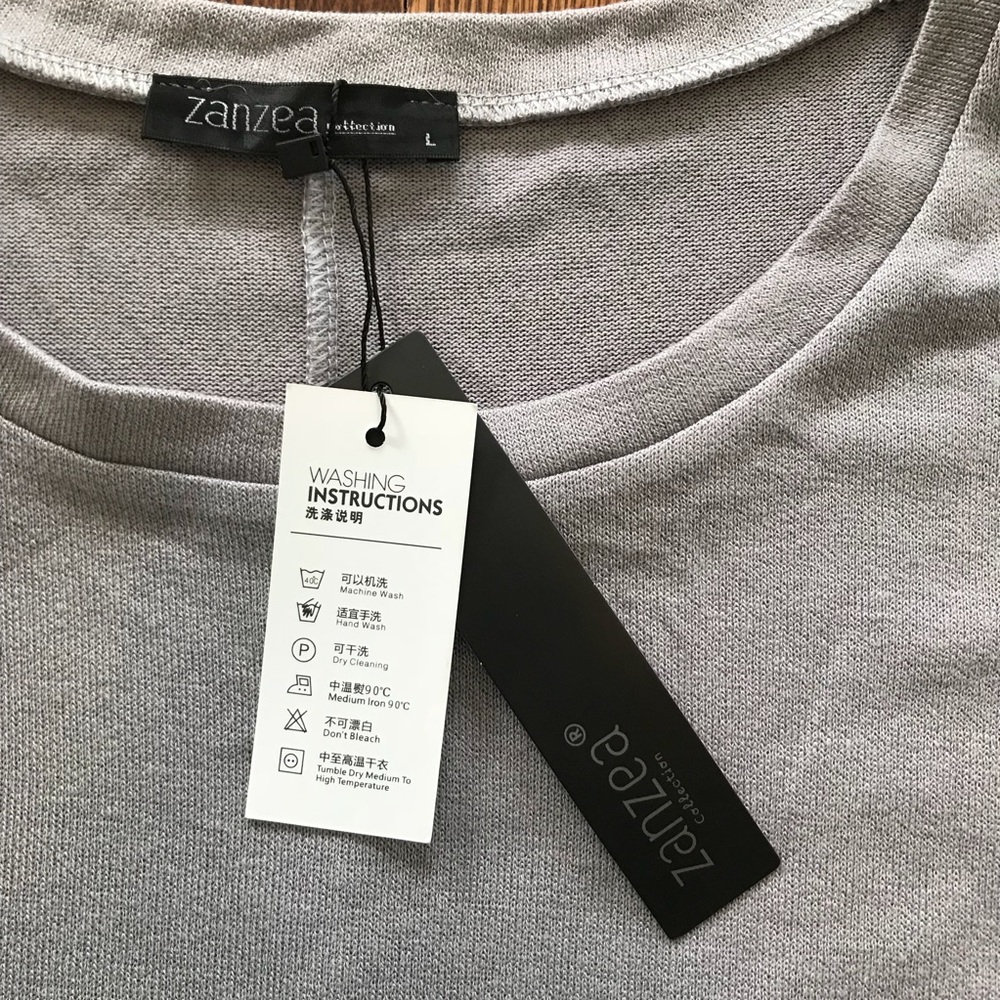 zanzea collection
L
WASHING
INSTRUCTIONS
洗涤说明
40℃
可以机洗
Machine Wash
适宜手洗
Hand Wash
P
可干洗
Dry Cleaning
中温熨90℃
Medium Iron 90℃
不可漂白
Don't Bleach
中至高温干衣
Tumble Dry Medium To
High Temperature
zanzea®
collection